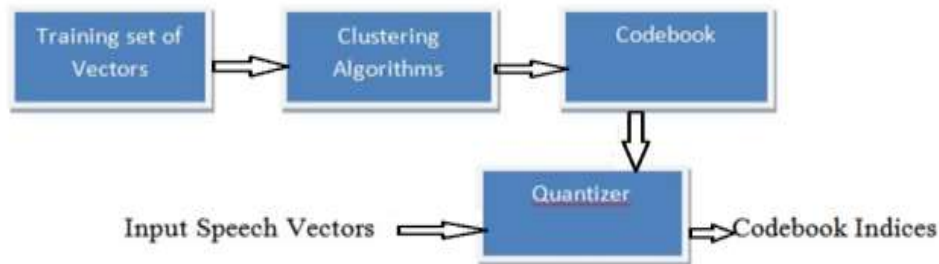 Training set of
Vectors
Clustering
Algorithms
Codebook
Quantizer
Input Speech Vectors
Codebook Indices